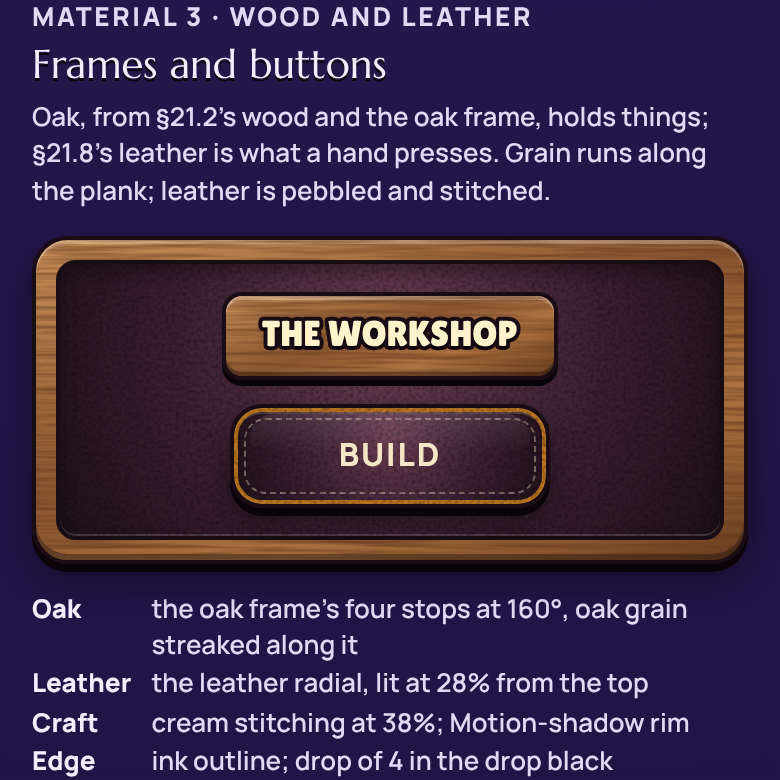 MATERIAL 3 · WOOD AND LEATHER
Frames and buttons
Oak, from §21.2’s wood and the oak frame, holds things;
§21.8’s leather is what a hand presses. Grain runs along
the plank; leather is pebbled and stitched.
THE WORKSHOP
BUILD
Oak the oak frame’s four stops at 160°, oak grain
streaked along it
Leather the leather radial, lit at 28% from the top
Craft cream stitching at 38%; Motion-shadow rim
Edge ink outline; drop of 4 in the drop black